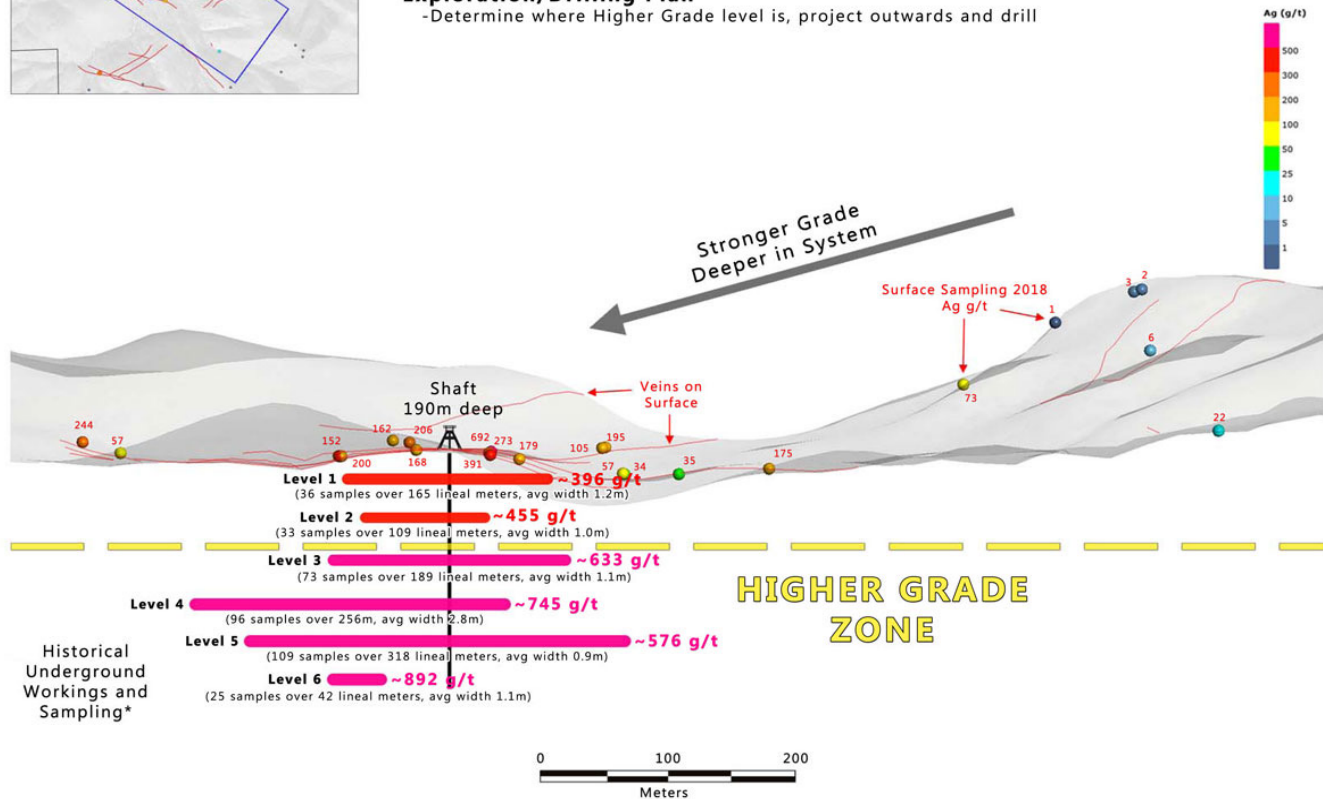 -Determine where Higher Grade level is, project outwards and drill
Ag (g/t)
500
300
200
100
50
25
10
5
1
Stronger Grade
Deeper in System
Surface Sampling 2018
Ag g/t
3
2
1
6
73
22
Shaft
190m deep
Veins on
Surface
244
57
162
206
152
200
168
692
273
391
179
105
195
57
34
35
175
Level 1
~396 g/t
(36 samples over 165 lineal meters, avg width 1.2m)
Level 2
~455 g/t
(33 samples over 109 lineal meters, avg width 1.0m)
Level 3
~633 g/t
(73 samples over 189 lineal meters, avg width 1.1m)
HIGHER GRADE
ZONE
Level 4
~745 g/t
(96 samples over 256m, avg width 2.8m)
Level 5
~576 g/t
(109 samples over 318 lineal meters, avg width 0.9m)
Level 6
~892 g/t
(25 samples over 42 lineal meters, avg width 1.1m)
Historical
Underground
Workings and
Sampling*
0
100
200
Meters